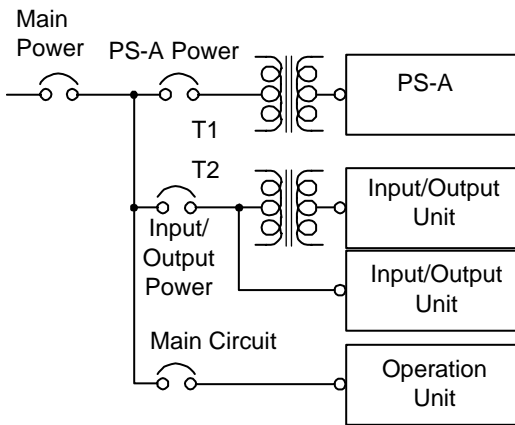 Main
Power
PS-A Power
PS-A
T1
T2
Input/
Output
Power
Input/Output
Unit
Input/Output
Unit
Main Circuit
Operation
Unit